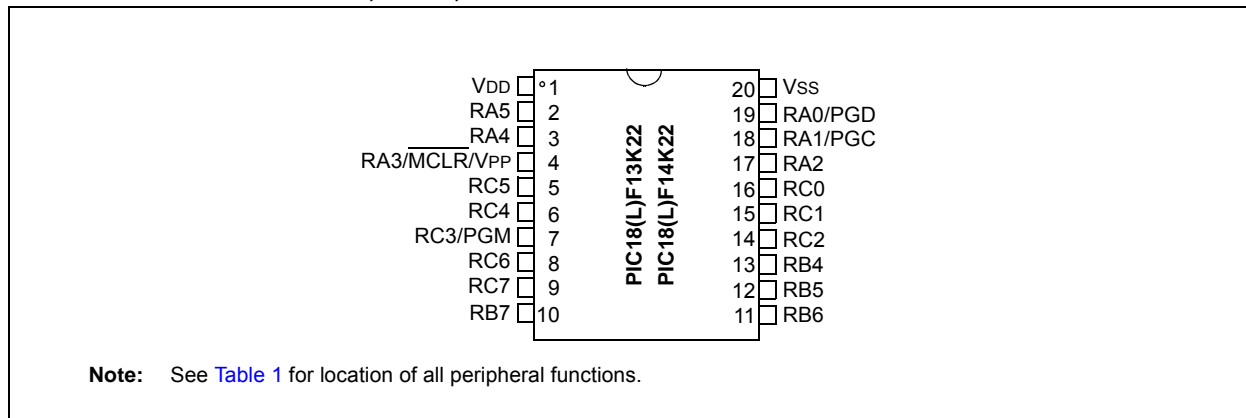 VDD 1 20 VSS
RA5 2 19 RA0/PGD
RA4 3 18 RA1/PGC
RA3/MCLR/VPP 4 17 RA2
RC5 5 16 RC0
RC4 6 15 RC1
RC3/PGM 7 14 RC2
RC6 8 13 RB4
RC7 9 12 RB5
RB7 10 11 RB6
PIC18(L)F13K22
PIC18(L)F14K22
Note: See Table 1 for location of all peripheral functions.